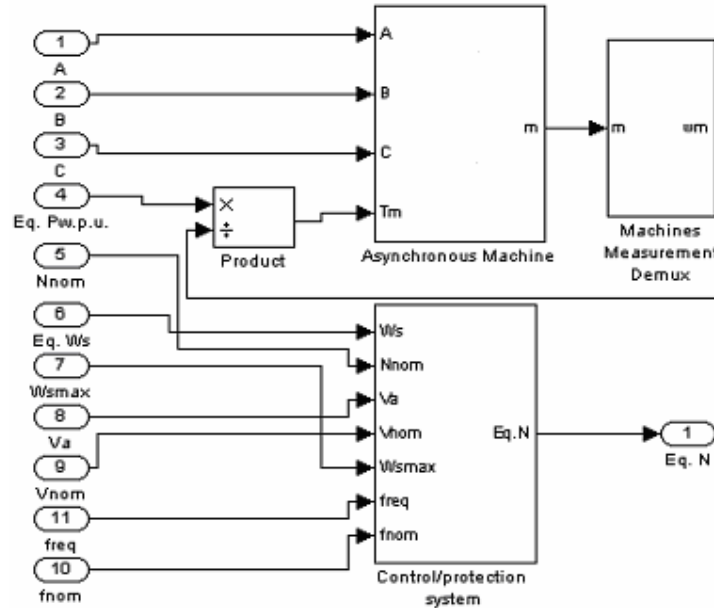 1
A
2
B
3
C
4
Eq. Pw.p.u.
5
Nnom
6
Eq. Ws
7
Wsmax
8
Va
9
Vnom
11
freq
10
fnom
×
÷
Product
A
B
C
Tm
m
Asynchronous Machine
m
wm
Machines
Measurement
Demux
Ws
Nnom
Va
Vnom
Wsmax
freq
fnom
Eq.N
Control/protection
system
1
Eq. N